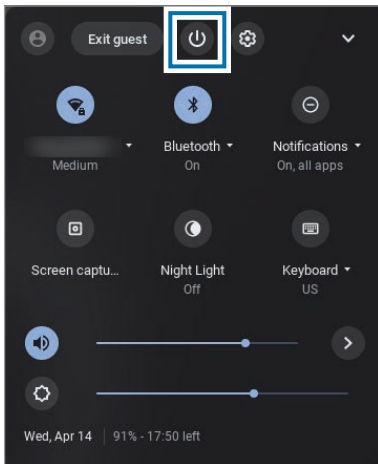 Exit guest
Bluetooth Notifications
Medium On On, all apps
Screen captu... Night Light Keyboard
Off US
Wed, Apr 14 91% - 17:50 left